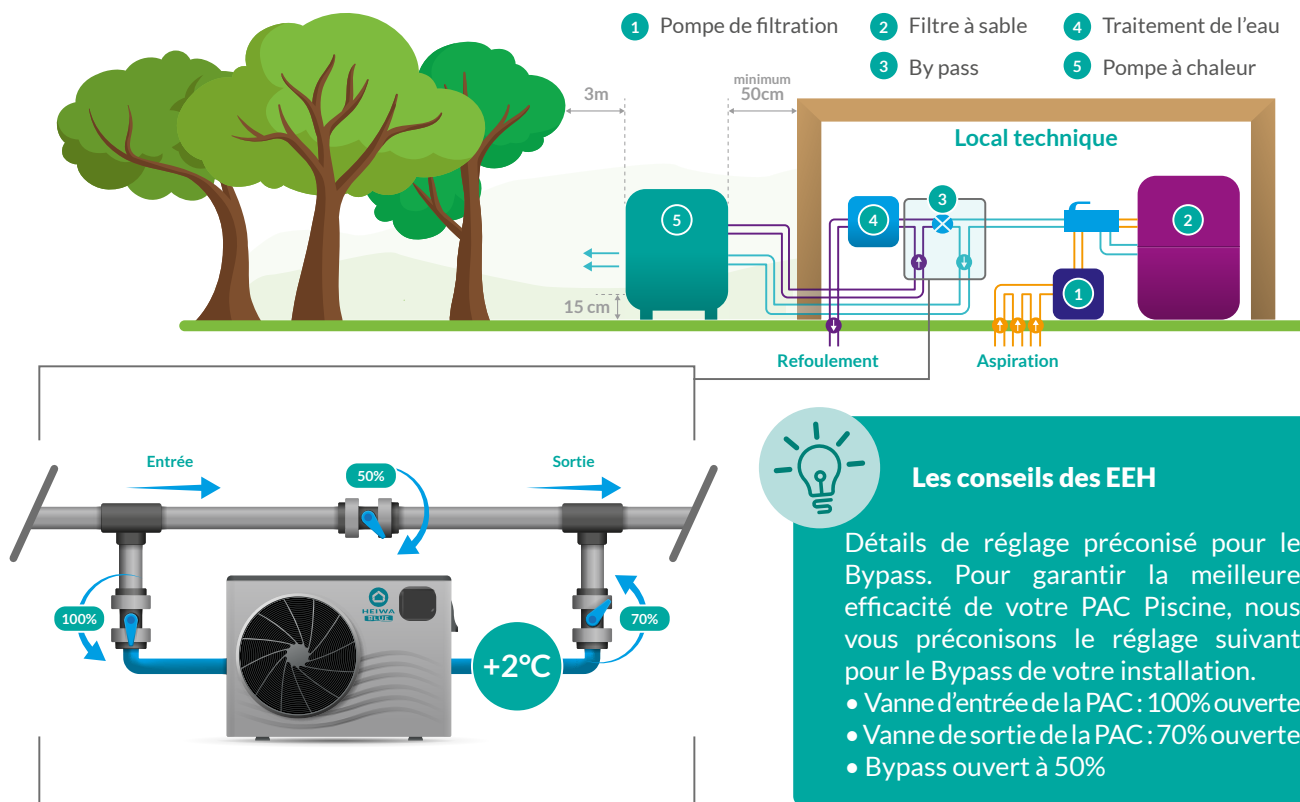 1 Pompe de filtration
2 Filtre à sable
4 Traitement de l'eau
3 By pass
5 Pompe à chaleur
3m
minimum
50cm
Local technique
5
4
3
2
1
15 cm
Refoulement
Aspiration
Entrée
50%
Sortie
100%
HEIWA
BLUE
70%
+2°C
Les conseils des EEH
Détails de réglage préconisé pour le
Bypass. Pour garantir la meilleure
efficacité de votre PAC Piscine, nous
vous préconisons le réglage suivant
pour le Bypass de votre installation.
• Vanne d'entrée de la PAC : 100% ouverte
• Vanne de sortie de la PAC : 70% ouverte
• Bypass ouvert à 50%